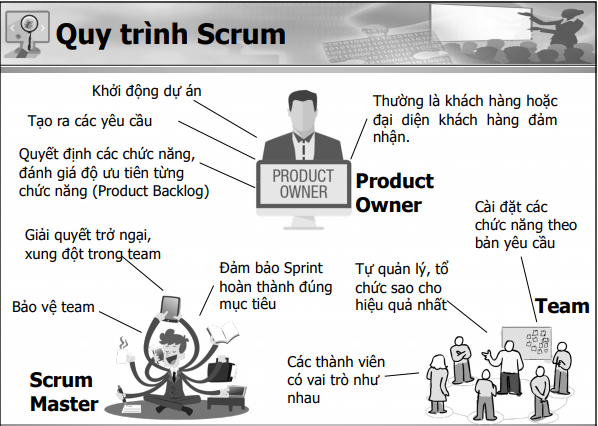 Quy trình Scrum
Khởi động dự án
Tạo ra các yêu cầu
Quyết định các chức năng,
đánh giá độ ưu tiên từng
chức năng (Product Backlog)
PRODUCT
OWNER
Thường là khách hàng hoặc
đại diện khách hàng đảm
nhận.
Product
Owner
Giải quyết trở ngại,
xung đột trong team
Bảo vệ team
Đảm bảo Sprint
hoàn thành đúng
mục tiêu
Scrum
Master
Cài đặt các
chức năng theo
bản yêu cầu
Tự quản lý, tổ
chức sao cho
hiệu quả nhất
Team
Các thành viên
có vai trò như
nhau